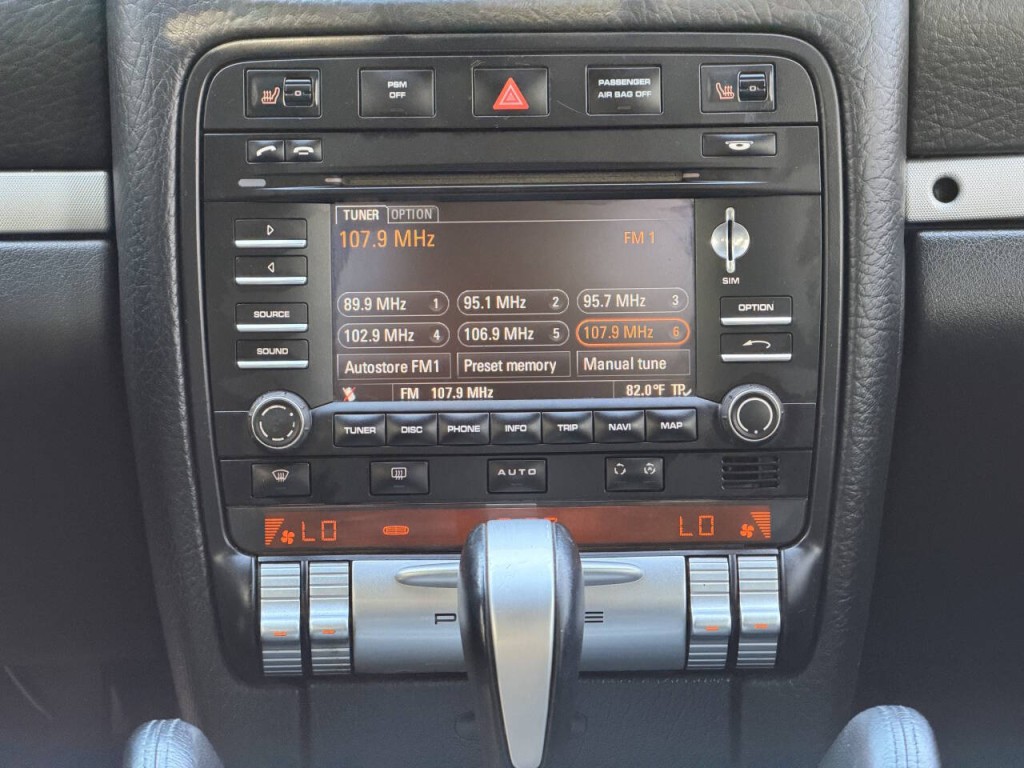 PSM
OFF
PASSENGER
AIR BAG OFF
TUNER OPTION
107.9 MHz FM 1
SIM
89.9 MHz 1 95.1 MHz 2 95.7 MHz 3
SOURCE OPTION
102.9 MHz 4 106.9 MHz 5 107.9 MHz 6
SOUND
Autostore FM1 Preset memory Manual tune
FM 107.9 MHz 82.0°F TP
TUNER DISC PHONE INFO TRIP NAVI MAP
AUTO
LO LO
P E